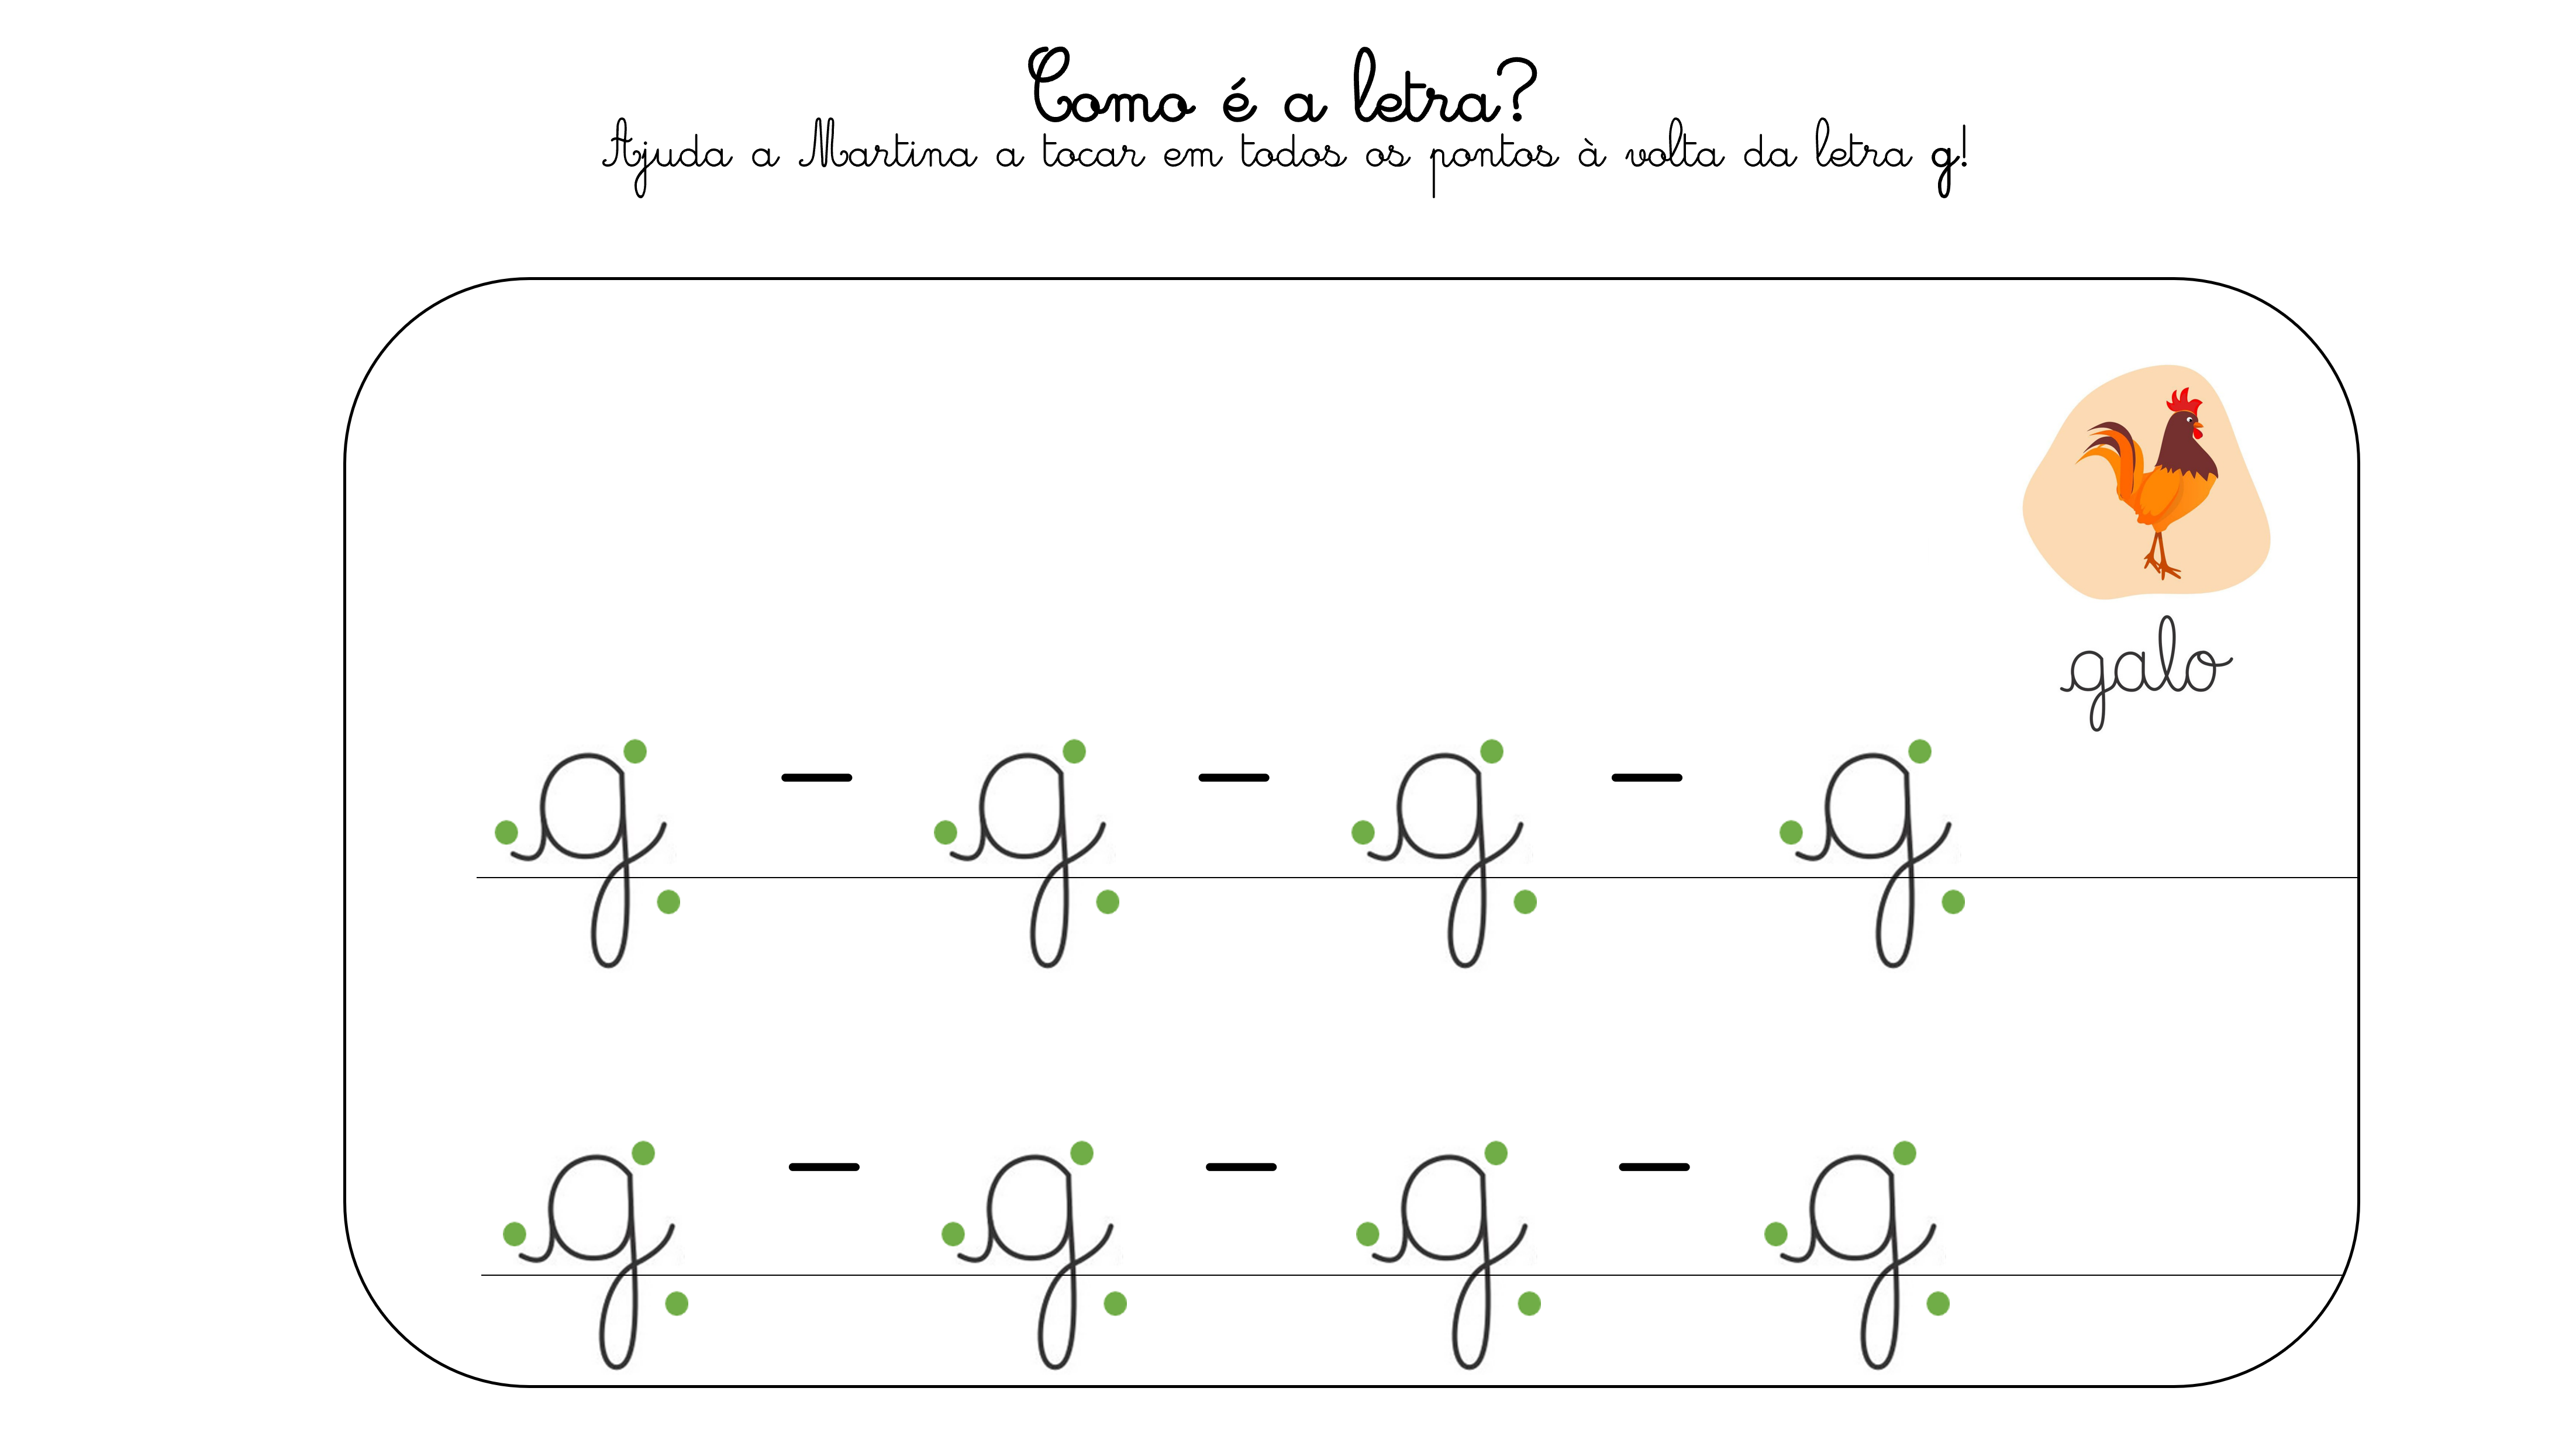 Como é a letra?
Ajuda a Martina a tocar em todos os pontos à volta da letra g!
galo
g - g - g - g
g - g - g - g